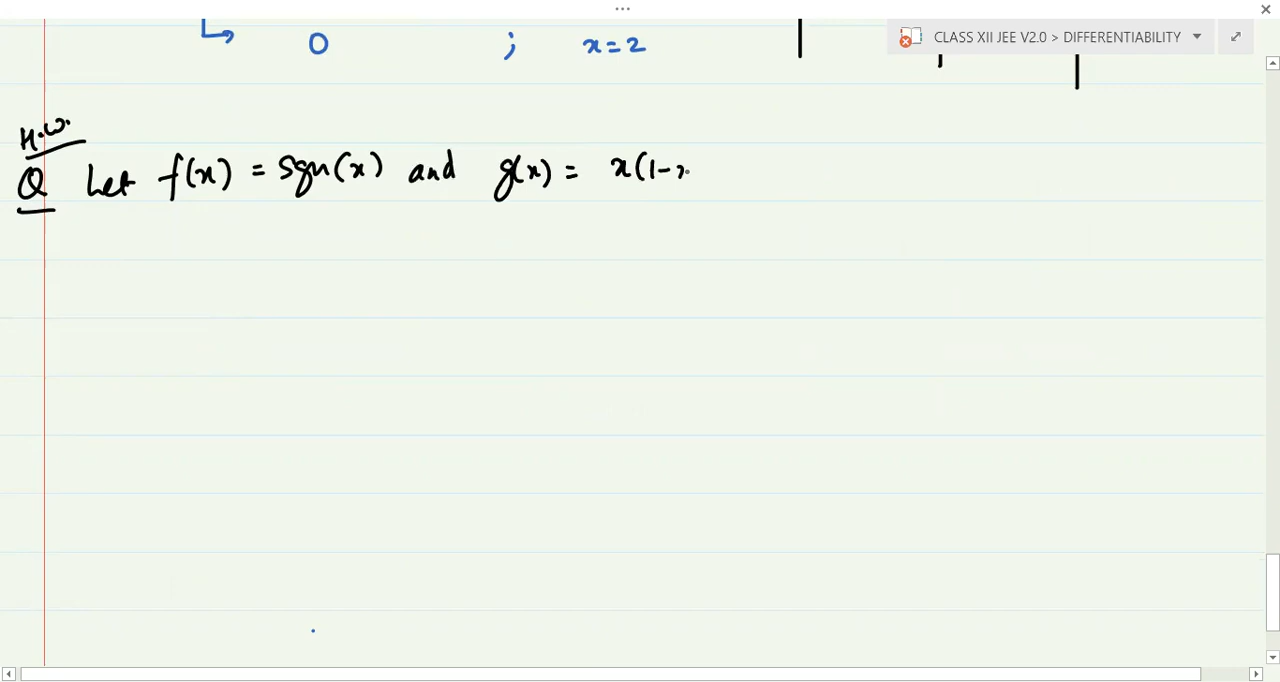 CLASS XII JEE V2.0 > DIFFERENTIABILITY
0 ; x=2
H.W.
Q Let f(x) = sgn(x) and g(x) = x(1-x